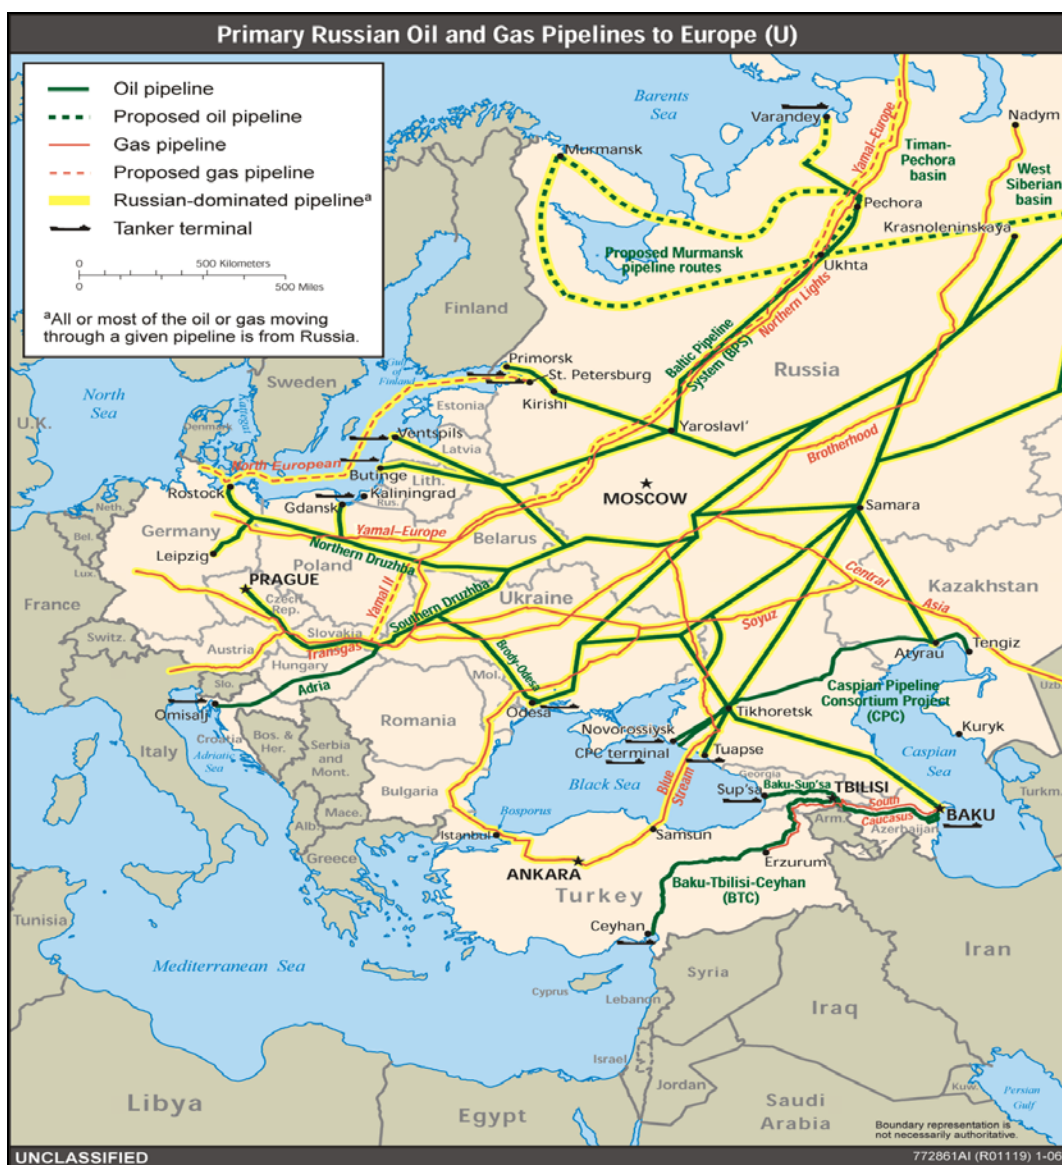 Primary Russian Oil and Gas Pipelines to Europe (U)
Oil pipeline
Proposed oil pipeline
Gas pipeline
Proposed gas pipeline
Russian-dominated pipelineᵃ
Tanker terminal
0 500 Kilometers
0 500 Miles
ᵃAll or most of the oil or gas moving
through a given pipeline is from Russia.
Barents
Sea
Varandey
Nadym
Yamal-Europe
Timan-
Pechora
basin
West
Siberian
basin
Murmansk
Pechora
Krasnoleninskaya
Proposed Murmansk
pipeline routes
Ukhta
Northern Lights
Baltic Pipeline
System (BPS)
Finland
Russia
Primorsk
St. Petersburg
Gulf
of
Finland
Kirishi
Sweden
North
Sea
Kattegat
Estonia
Yaroslavl'
U.K.
Denmark
Ventspils
Latvia
Brotherhood
North European
Butinge
Lith.
Rostock
Kaliningrad
Rus.
MOSCOW
Neth.
Gdansk
Samara
Germany
Yamal-Europe
Belarus
Bel.
Leipzig
Northern Druzhba
Poland
Lux.
PRAGUE
Czech
Rep.
Yamal II
Southern Druzhba
Ukraine
Central
Asia
Kazakhstan
France
Slovakia
Soyuz
Switz.
Austria
Transgas
Hungary
Brody-Odesa
Atyrau
Tengiz
Slo.
Adria
Mol.
Uzb.
Omisalj
Croatia
Romania
Odesa
Tikhoretsk
Caspian Pipeline
Consortium Project
(CPC)
Bos. &
Her.
Serbia
and
Mont.
Novorossiysk
CPC terminal
Tuapse
Kuryk
Italy
Adriatic
Sea
Black Sea
Blue
Stream
Georgia
Baku-Sup'sa
TBILISI
Caspian
Sea
Bulgaria
Sup'sa
South
Caucasus
BAKU
Turkm.
Mace.
Bosporus
Arm.
Azerbaijan
Alb.
Istanbul
Samsun
Greece
ANKARA
Erzurum
Turkey
Baku-Tbilisi-Ceyhan
(BTC)
Tunisia
Ceyhan
Iran
Mediterranean Sea
Syria
Cyprus
Lebanon
Iraq
Israel
Jordan
Kuw.
Persian
Gulf
Libya
Egypt
Saudi
Arabia
Boundary representation is
not necessarily authoritative.
UNCLASSIFIED
772861AI (R01119) 1-06